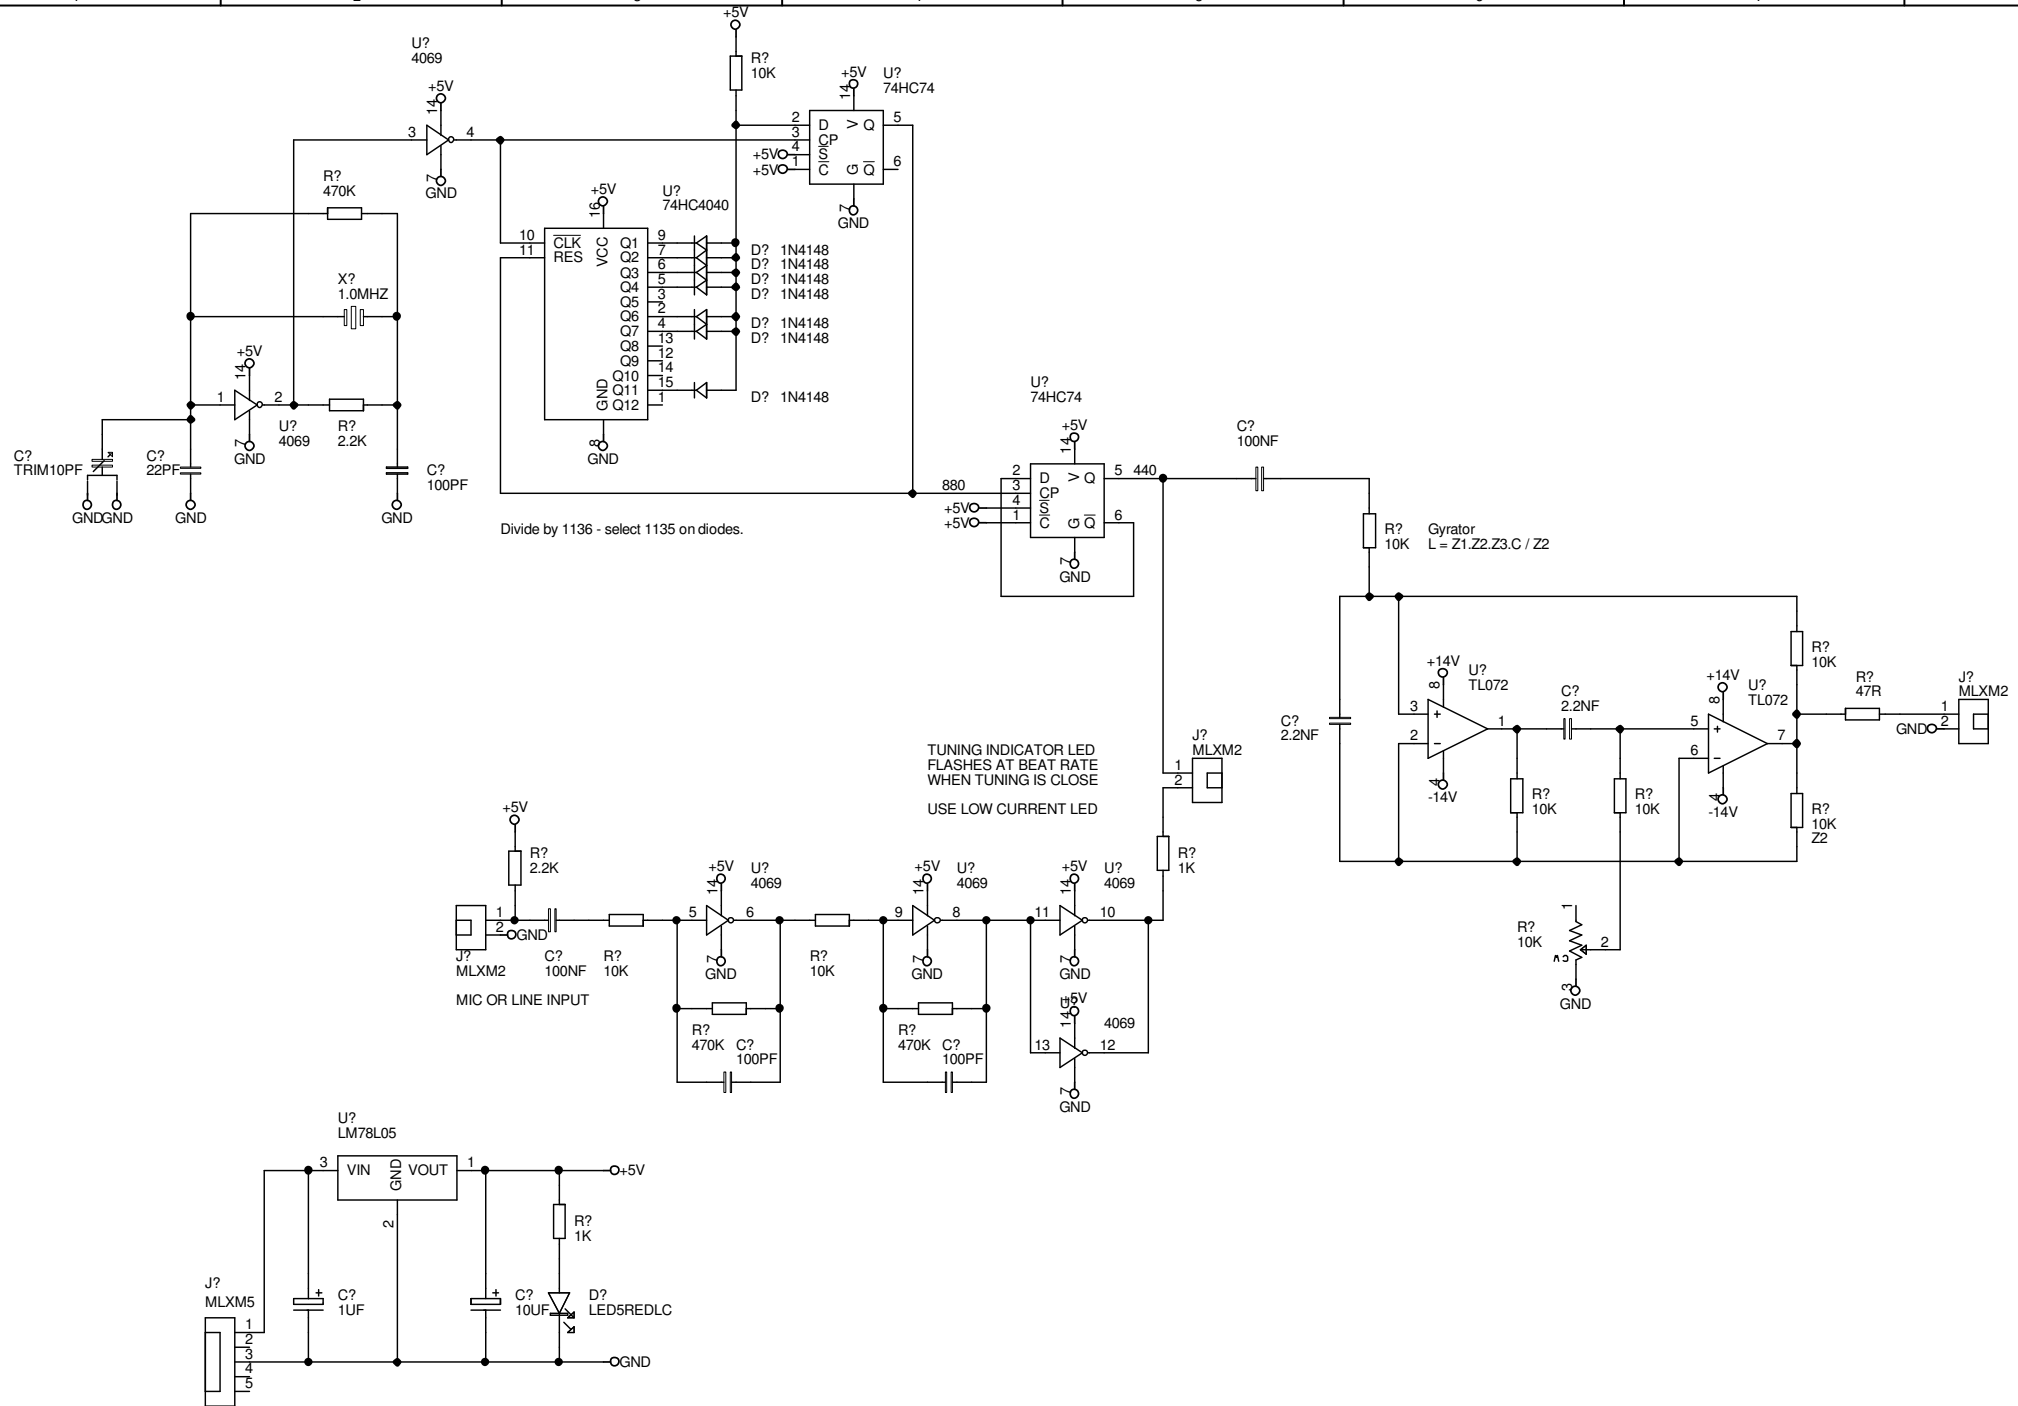 +5V
U?
4069
R?
10K
+5V
U?
74HC74
+5V
14
14
2
D
V
Q
5
3
4
3
CP
+5V
4
S
+5V
1
C
G
Q
6
7
GND
7
GND
R?
470K
+5V
U?
74HC4040
16
10
CLK
VCC
Q1
9
11
RES
Q2
7
Q3
6
Q4
5
Q5
3
Q6
2
Q7
4
Q8
13
Q9
12
Q10
14
Q11
15
Q12
1
GND
8
GND
D? 1N4148
D? 1N4148
D? 1N4148
D? 1N4148
D? 1N4148
D? 1N4148
D? 1N4148
X?
1.0MHZ
+5V
14
1
2
7
GND
U?
4069
R?
2.2K
C?
TRIM10PF
C?
22PF
C?
100PF
GND
GND
GND
GND
Divide by 1136 - select 1135 on diodes.
U?
74HC74
+5V
14
2
D
V
Q
5
440
880
3
CP
+5V
4
S
+5V
1
C
G
Q
6
7
GND
C?
100NF
R?
10K
Gyrator
L = Z1.Z2.Z3.C / Z2
C?
2.2NF
+14V
8
U?
TL072
3
+
2
-
1
4
-14V
C?
2.2NF
+14V
8
U?
TL072
5
+
6
-
7
4
-14V
R?
10K
R?
47R
J?
MLXM2
1
GND
2
R?
10K
R?
10K
R?
10K
Z2
R?
10K
1
2
3
GND
TUNING INDICATOR LED
FLASHES AT BEAT RATE
WHEN TUNING IS CLOSE
USE LOW CURRENT LED
J?
MLXM2
1
2
R?
1K
+5V
R?
2.2K
1
2
GND
J?
MLXM2
C?
100NF
R?
10K
MIC OR LINE INPUT
+5V
14
U?
4069
5
6
7
GND
R?
470K
C?
100PF
R?
10K
+5V
14
U?
4069
9
8
7
GND
R?
470K
C?
100PF
+5V
14
U?
4069
11
10
7
GND
U?
+5V
14
4069
13
12
7
GND
U?
LM78L05
3
VIN
GND
VOUT
1
+5V
2
R?
1K
J?
MLXM5
C?
1UF
+
C?
10UF
+
D?
LED5REDLC
1
2
3
4
5
GND